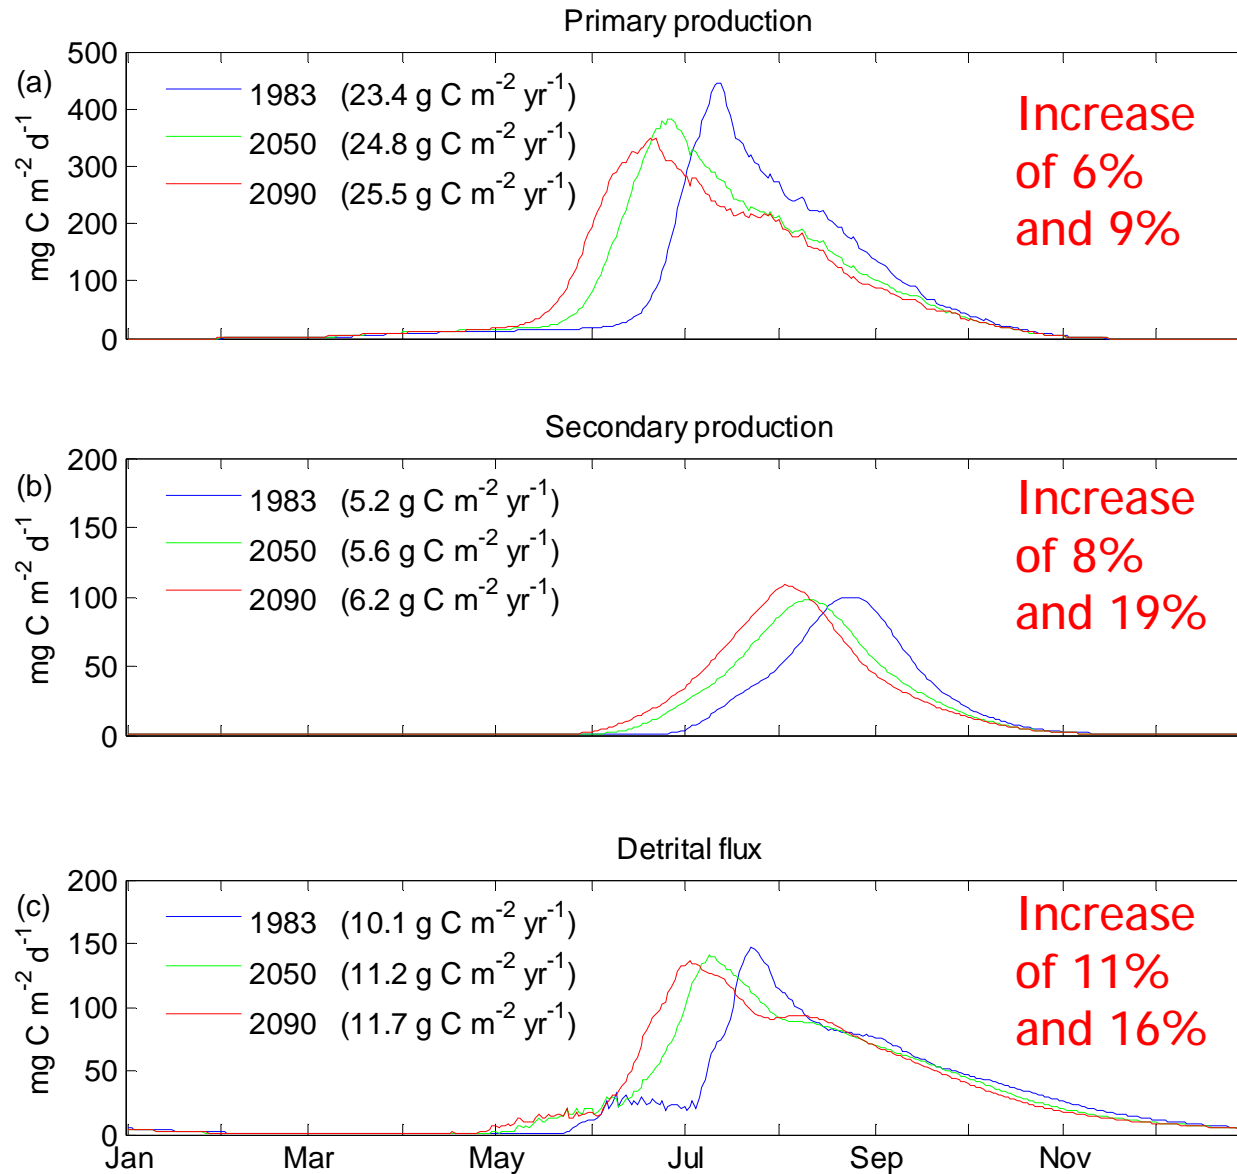 Primary production
(a)
mg C m-2 d-1
500
400
300
200
100
0
1983 (23.4 g C m-2 yr-1)
2050 (24.8 g C m-2 yr-1)
2090 (25.5 g C m-2 yr-1)
Increase
of 6%
and 9%
Secondary production
(b)
mg C m-2 d-1
200
150
100
50
0
1983 (5.2 g C m-2 yr-1)
2050 (5.6 g C m-2 yr-1)
2090 (6.2 g C m-2 yr-1)
Increase
of 8%
and 19%
Detrital flux
(c)
mg C m-2 d-1
200
150
100
50
0
1983 (10.1 g C m-2 yr-1)
2050 (11.2 g C m-2 yr-1)
2090 (11.7 g C m-2 yr-1)
Increase
of 11%
and 16%
Jan Mar May Jul Sep Nov